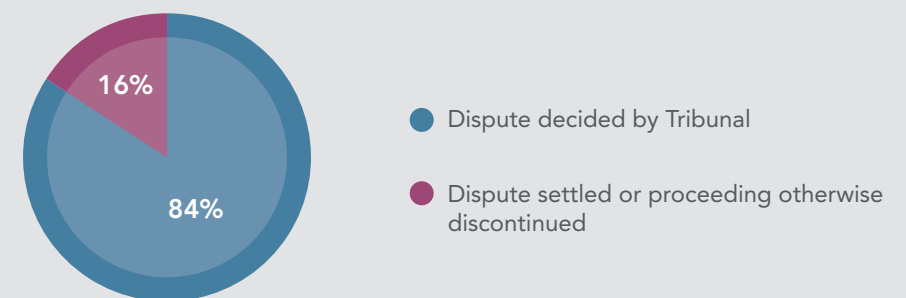 16%
84%
Dispute decided by Tribunal
Dispute settled or proceeding otherwise
discontinued